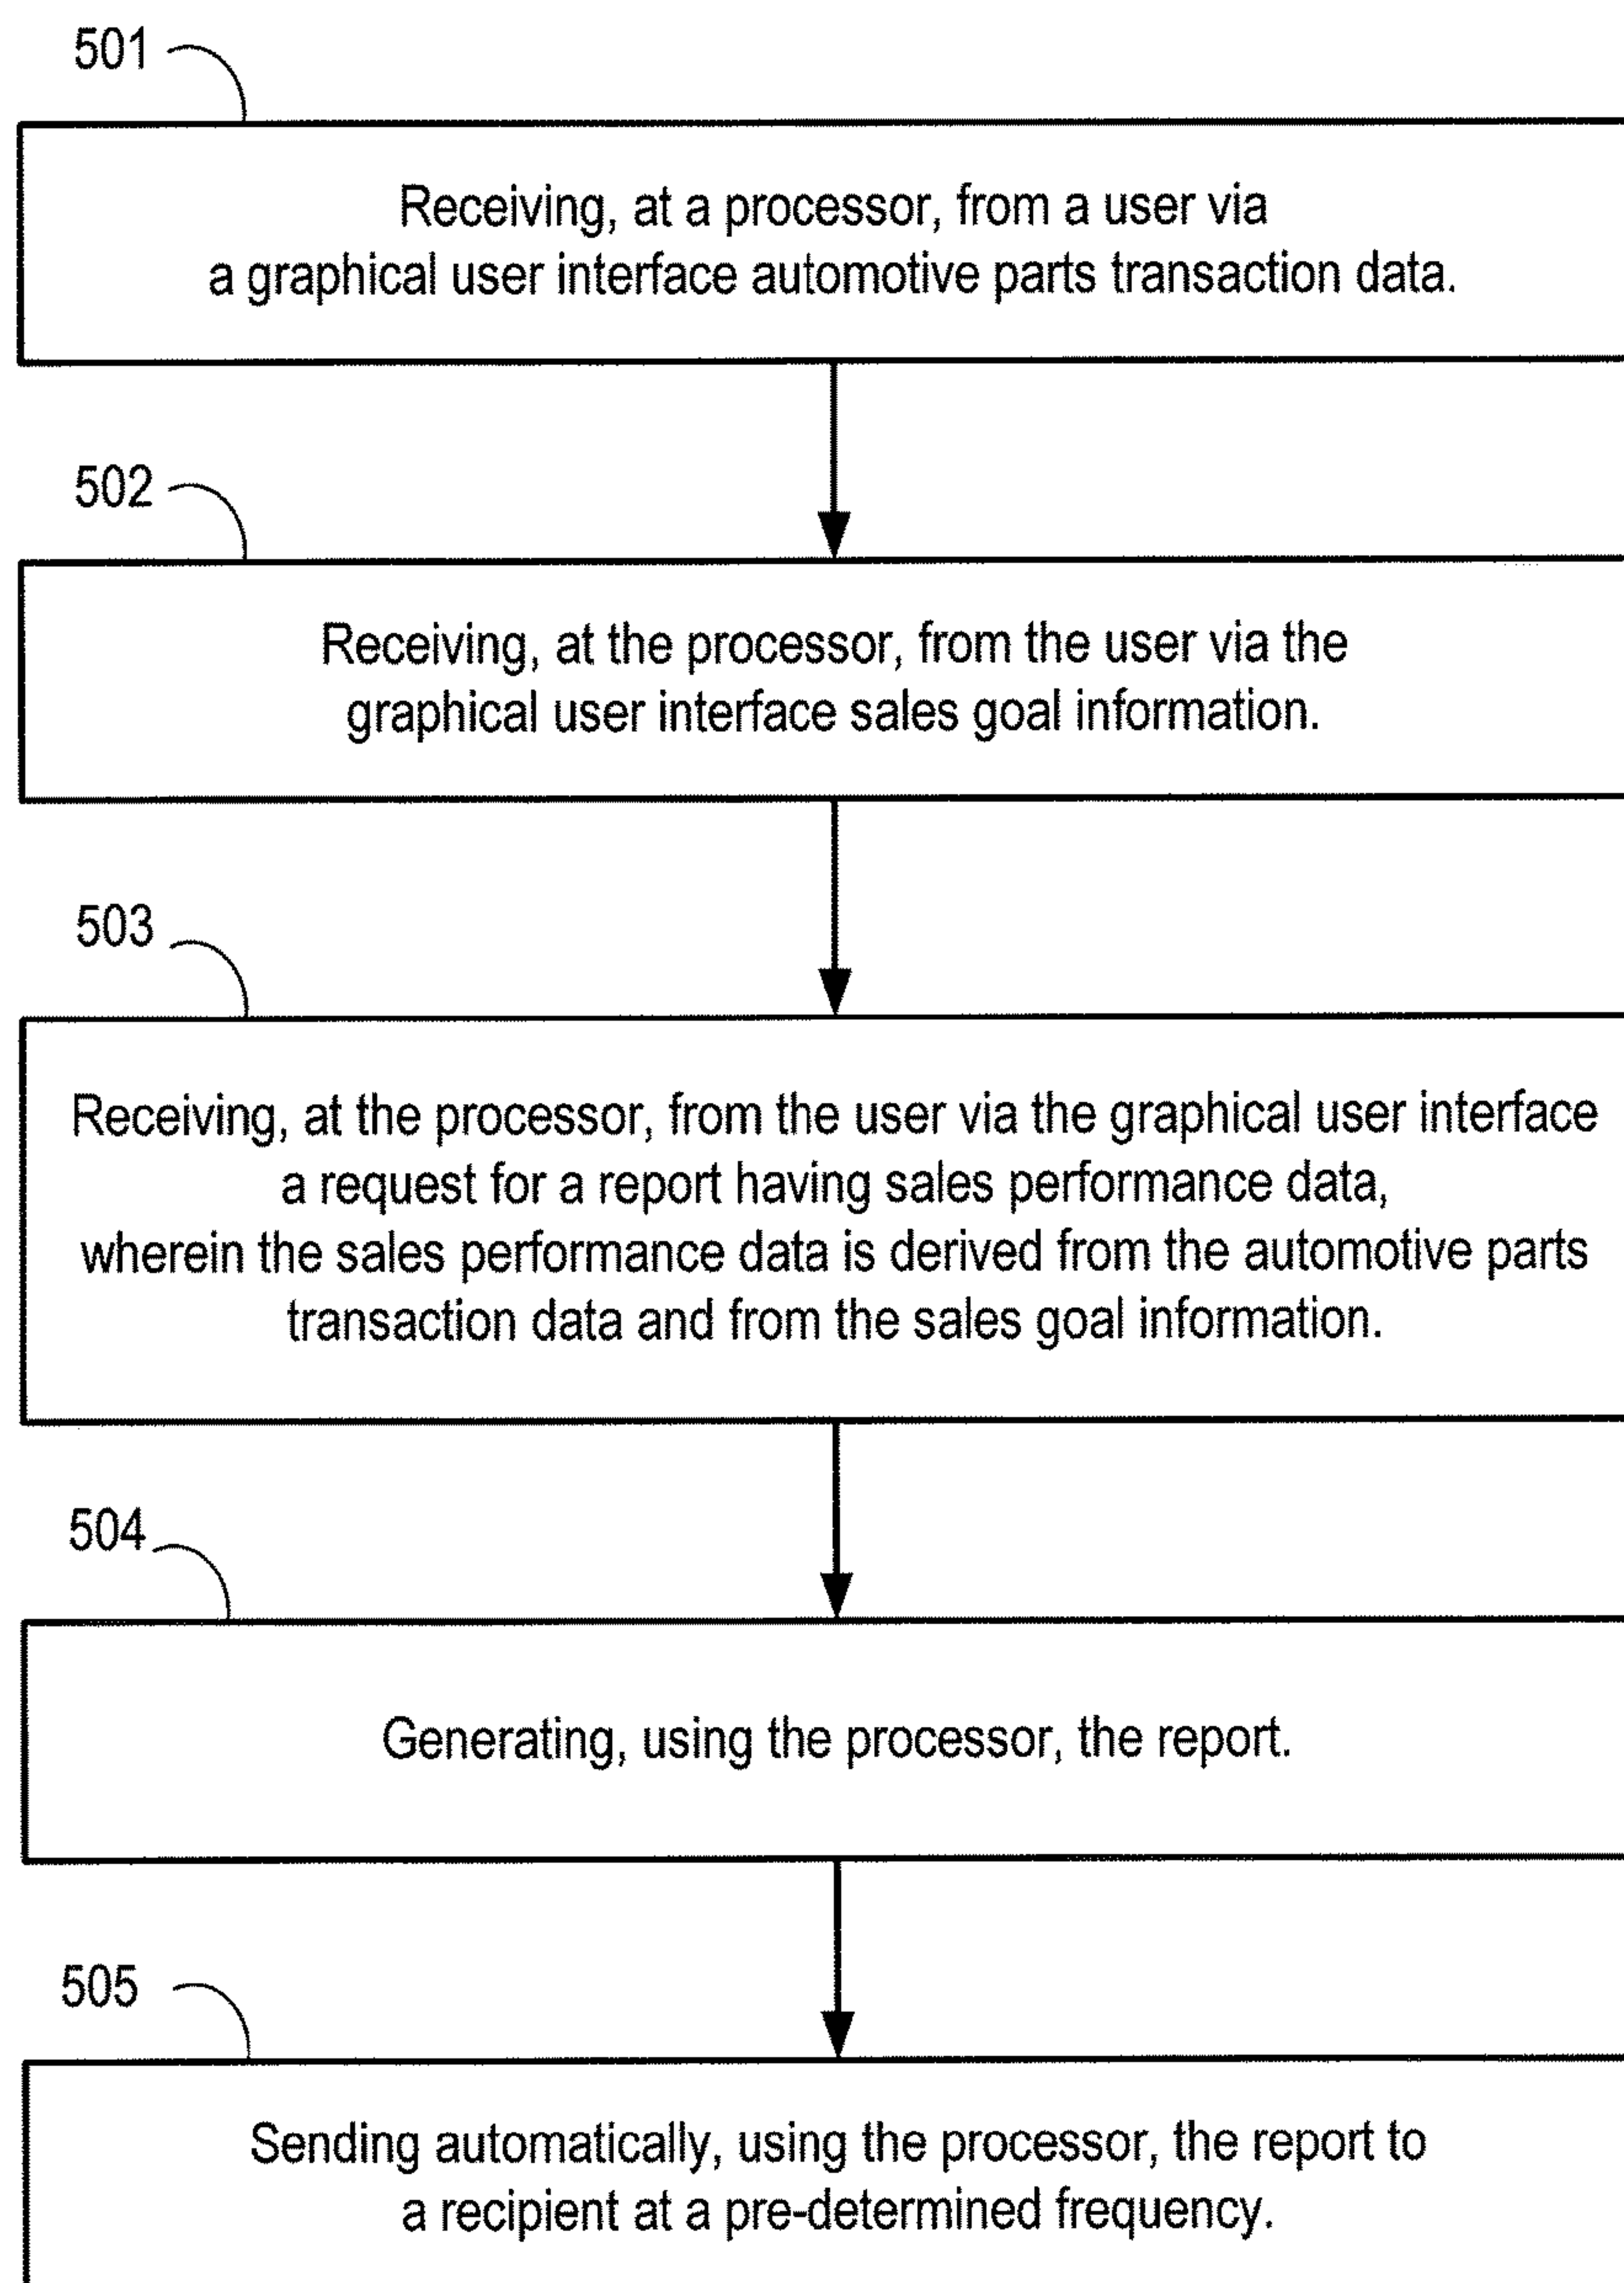 501
Receiving, at a processor, from a user via
a graphical user interface automotive parts transaction data.
502
Receiving, at the processor, from the user via the
graphical user interface sales goal information.
503
Receiving, at the processor, from the user via the graphical user interface
a request for a report having sales performance data,
wherein the sales performance data is derived from the automotive parts
transaction data and from the sales goal information.
504
Generating, using the processor, the report.
505
Sending automatically, using the processor, the report to
a recipient at a pre-determined frequency.